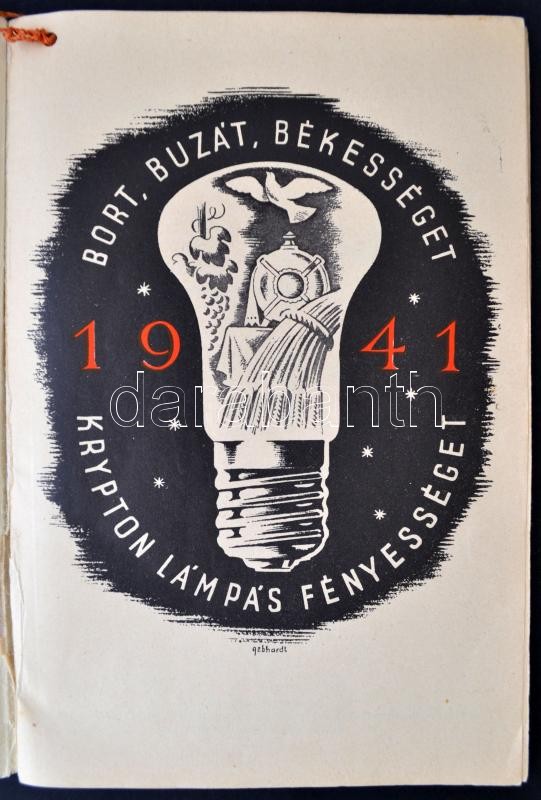 BORT, BUZÁT, BÉKESSÉGET
1941
KRYPTON LÁMPÁS FÉNYESSÉGET
gebhardt
darabanth